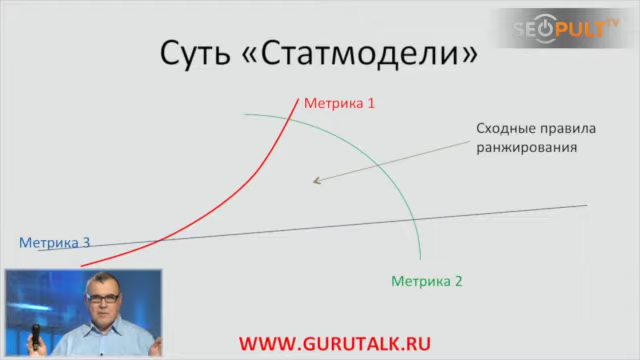 SEOPULT TV
Суть «Статмодели»
Метрика 1
Сходные правила
ранжирования
Метрика 3
Метрика 2
WWW.GURUTALK.RU